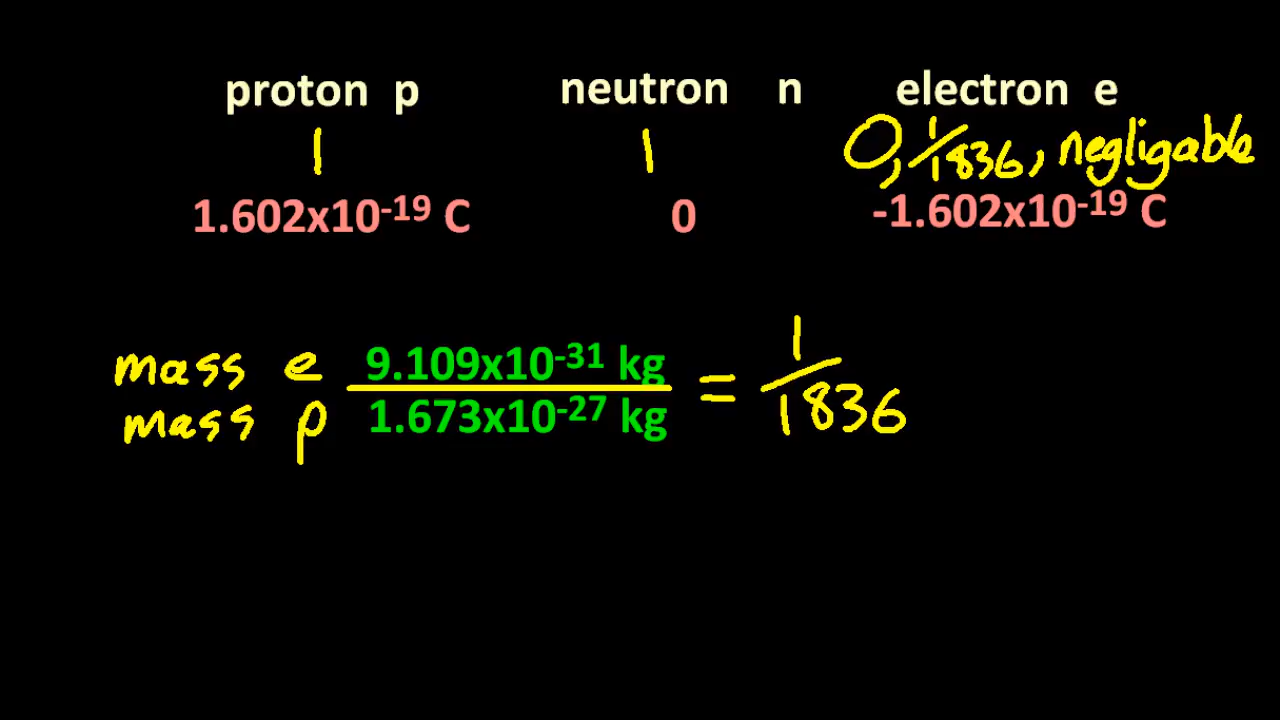 proton p neutron n electron e
1 1 0, 1/1836, negligable
1.602x10⁻¹⁹ C 0 -1.602x10⁻¹⁹ C
mass e 9.109x10⁻³¹ kg = 1
mass p 1.673x10⁻²⁷ kg 1836